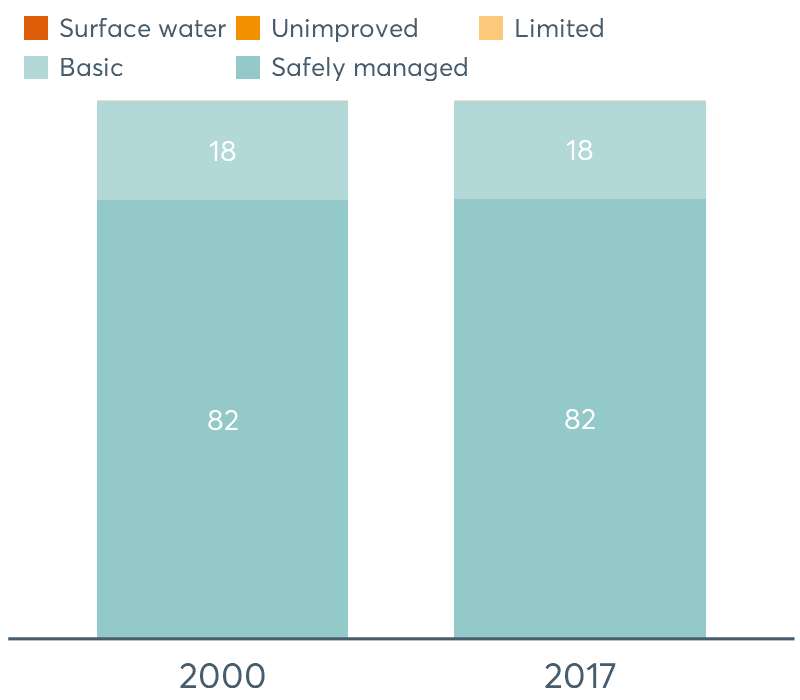 Surface water Unimproved Limited
Basic Safely managed
18 18
82 82
2000 2017